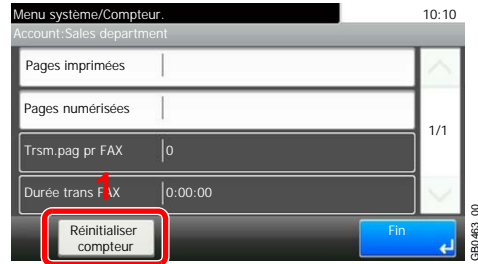 Menu système/Compteur.
10:10
Account:Sales department
Pages imprimées
Pages numérisées
1/1
Trsm.pag pr FAX
0
Durée trans FAX
0:00:00
1
Réinitialiser
compteur
Fin
GB0463_00